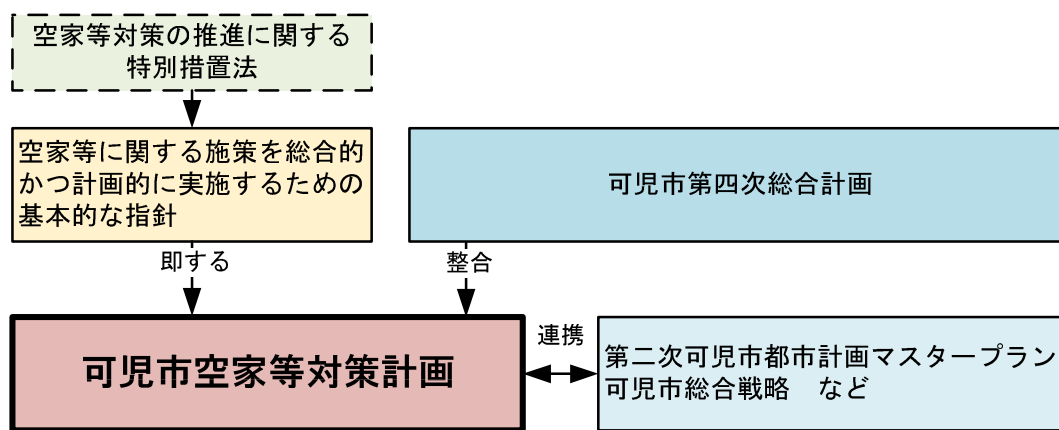 空家等対策の推進に関する
特別措置法
空家等に関する施策を総合的
かつ計画的に実施するための
基本的な指針
可児市第四次総合計画
即する
整合
可児市空家等対策計画
連携
第二次可児市都市計画マスタープラン
可児市総合戦略　など